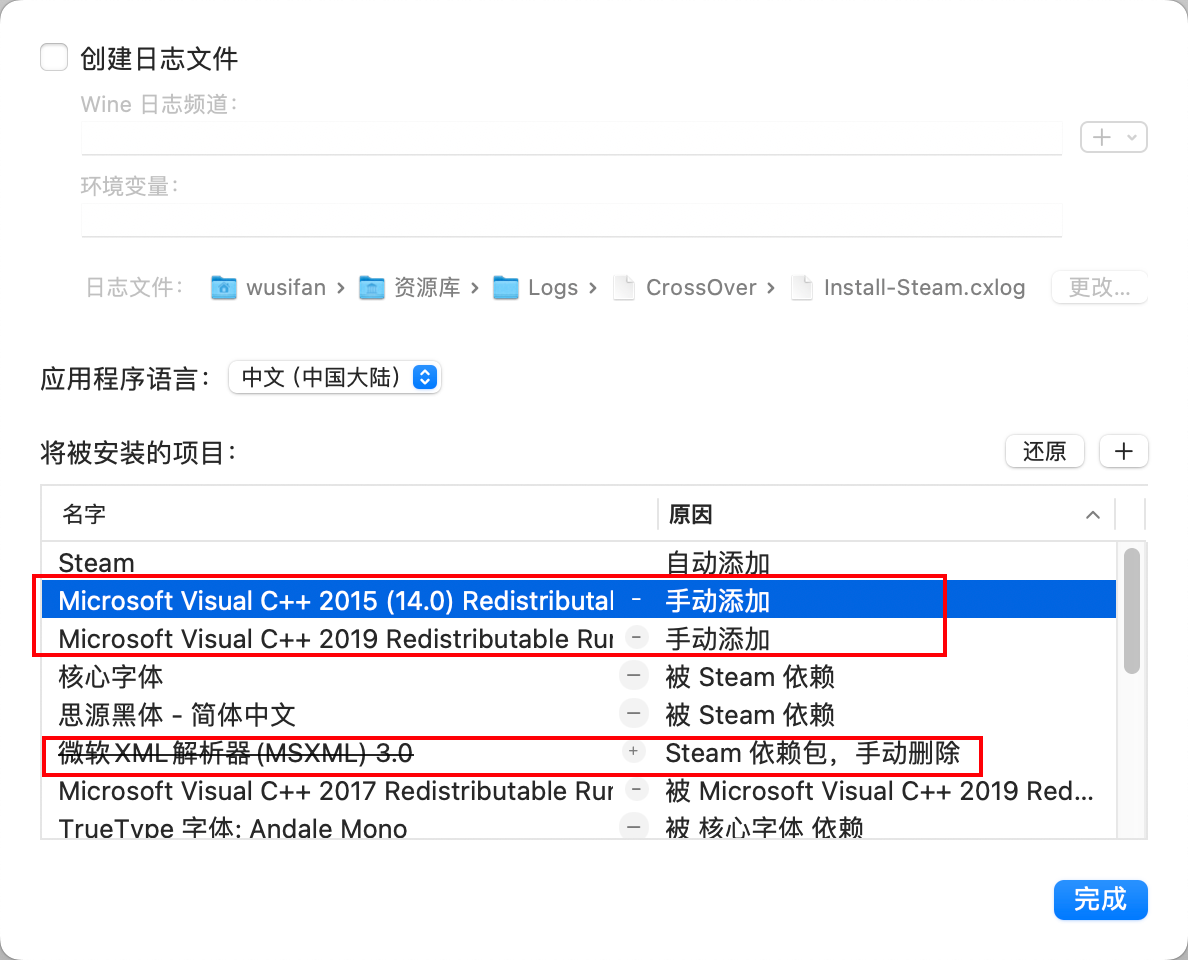 创建日志文件
Wine 日志频道：
环境变量：
日志文件： wusifan › 资源库 › Logs › CrossOver › Install-Steam.cxlog 更改...
应用程序语言： 中文 (中国大陆)
将被安装的项目： 还原 +
名字 原因
Steam 自动添加
Microsoft Visual C++ 2015 (14.0) Redistributal 手动添加
Microsoft Visual C++ 2019 Redistributable Rur 手动添加
核心字体 被 Steam 依赖
思源黑体 - 简体中文 被 Steam 依赖
微软 XML 解析器 (MSXML) 3.0 Steam 依赖包，手动删除
Microsoft Visual C++ 2017 Redistributable Rur 被 Microsoft Visual C++ 2019 Red...
TrueType 字体: Andale Mono 被 核心字体 依赖
完成